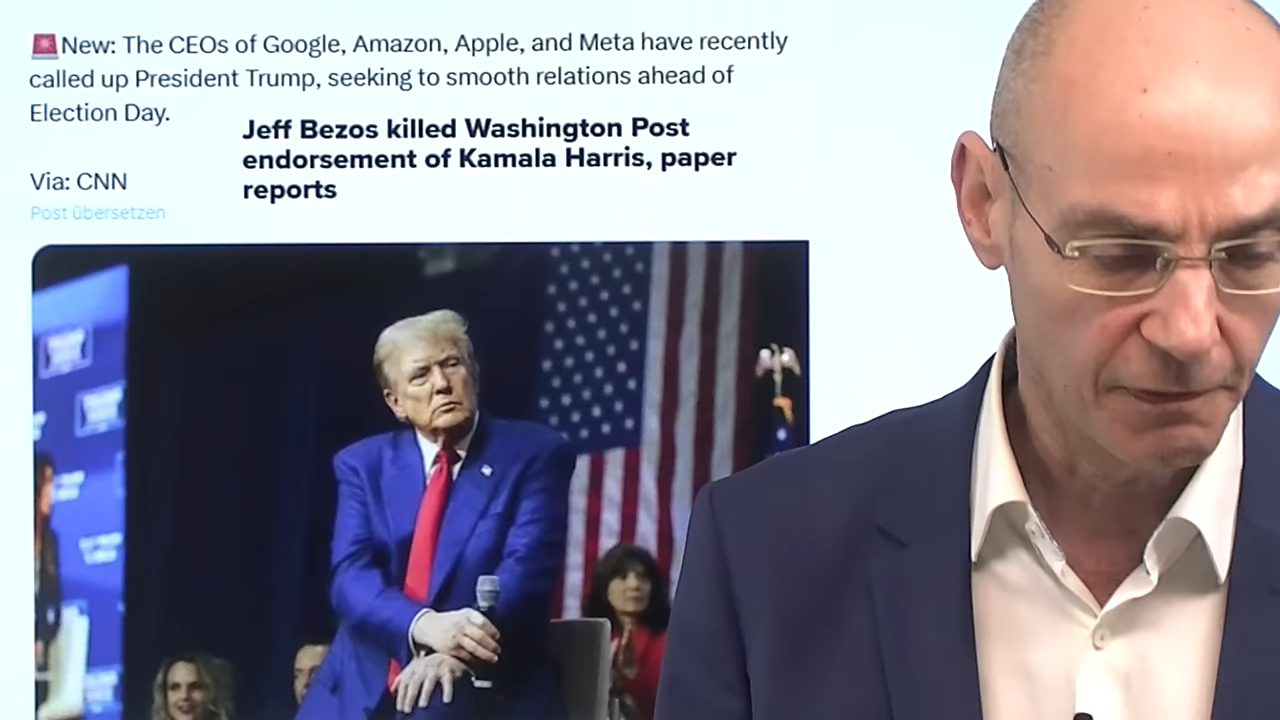 🚨New: The CEOs of Google, Amazon, Apple, and Meta have recently
called up President Trump, seeking to smooth relations ahead of
Election Day.
Jeff Bezos killed Washington Post
endorsement of Kamala Harris, paper
reports
Via: CNN
Post übersetzen